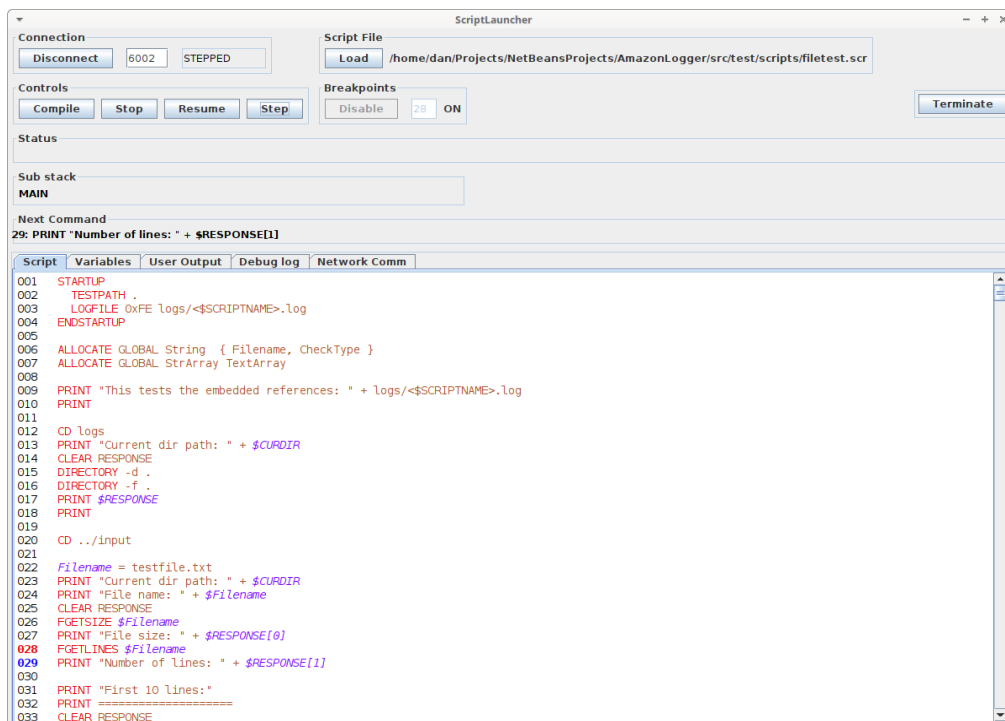 ScriptLauncher
Connection
Disconnect 6002 STEPPED
Script File
Load /home/dan/Projects/NetBeansProjects/AmazonLogger/src/test/scripts/filetest.scr
Controls
Compile Stop Resume Step
Breakpoints
Disable 28 ON
Terminate
Status
Sub stack
MAIN
Next Command
29: PRINT "Number of lines: " + $RESPONSE[1]
Script Variables User Output Debug log Network Comm
001 STARTUP
002 TESTPATH .
003 LOGFILE 0xFE logs/<$SCRIPTNAME>.log
004 ENDSTARTUP
005
006 ALLOCATE GLOBAL String { Filename, CheckType }
007 ALLOCATE GLOBAL StrArray TextArray
008
009 PRINT "This tests the embedded references: " + logs/<$SCRIPTNAME>.log
010 PRINT
011
012 CD logs
013 PRINT "Current dir path: " + $CURDIR
014 CLEAR RESPONSE
015 DIRECTORY -d .
016 DIRECTORY -f .
017 PRINT $RESPONSE
018 PRINT
019
020 CD ../input
021
022 Filename = testfile.txt
023 PRINT "Current dir path: " + $CURDIR
024 PRINT "File name: " + $Filename
025 CLEAR RESPONSE
026 FGETSIZE $Filename
027 PRINT "File size: " + $RESPONSE[0]
028 FGETLINES $Filename
029 PRINT "Number of lines: " + $RESPONSE[1]
030
031 PRINT "First 10 lines:"
032 PRINT ====================
033 CLEAR RESPONSE